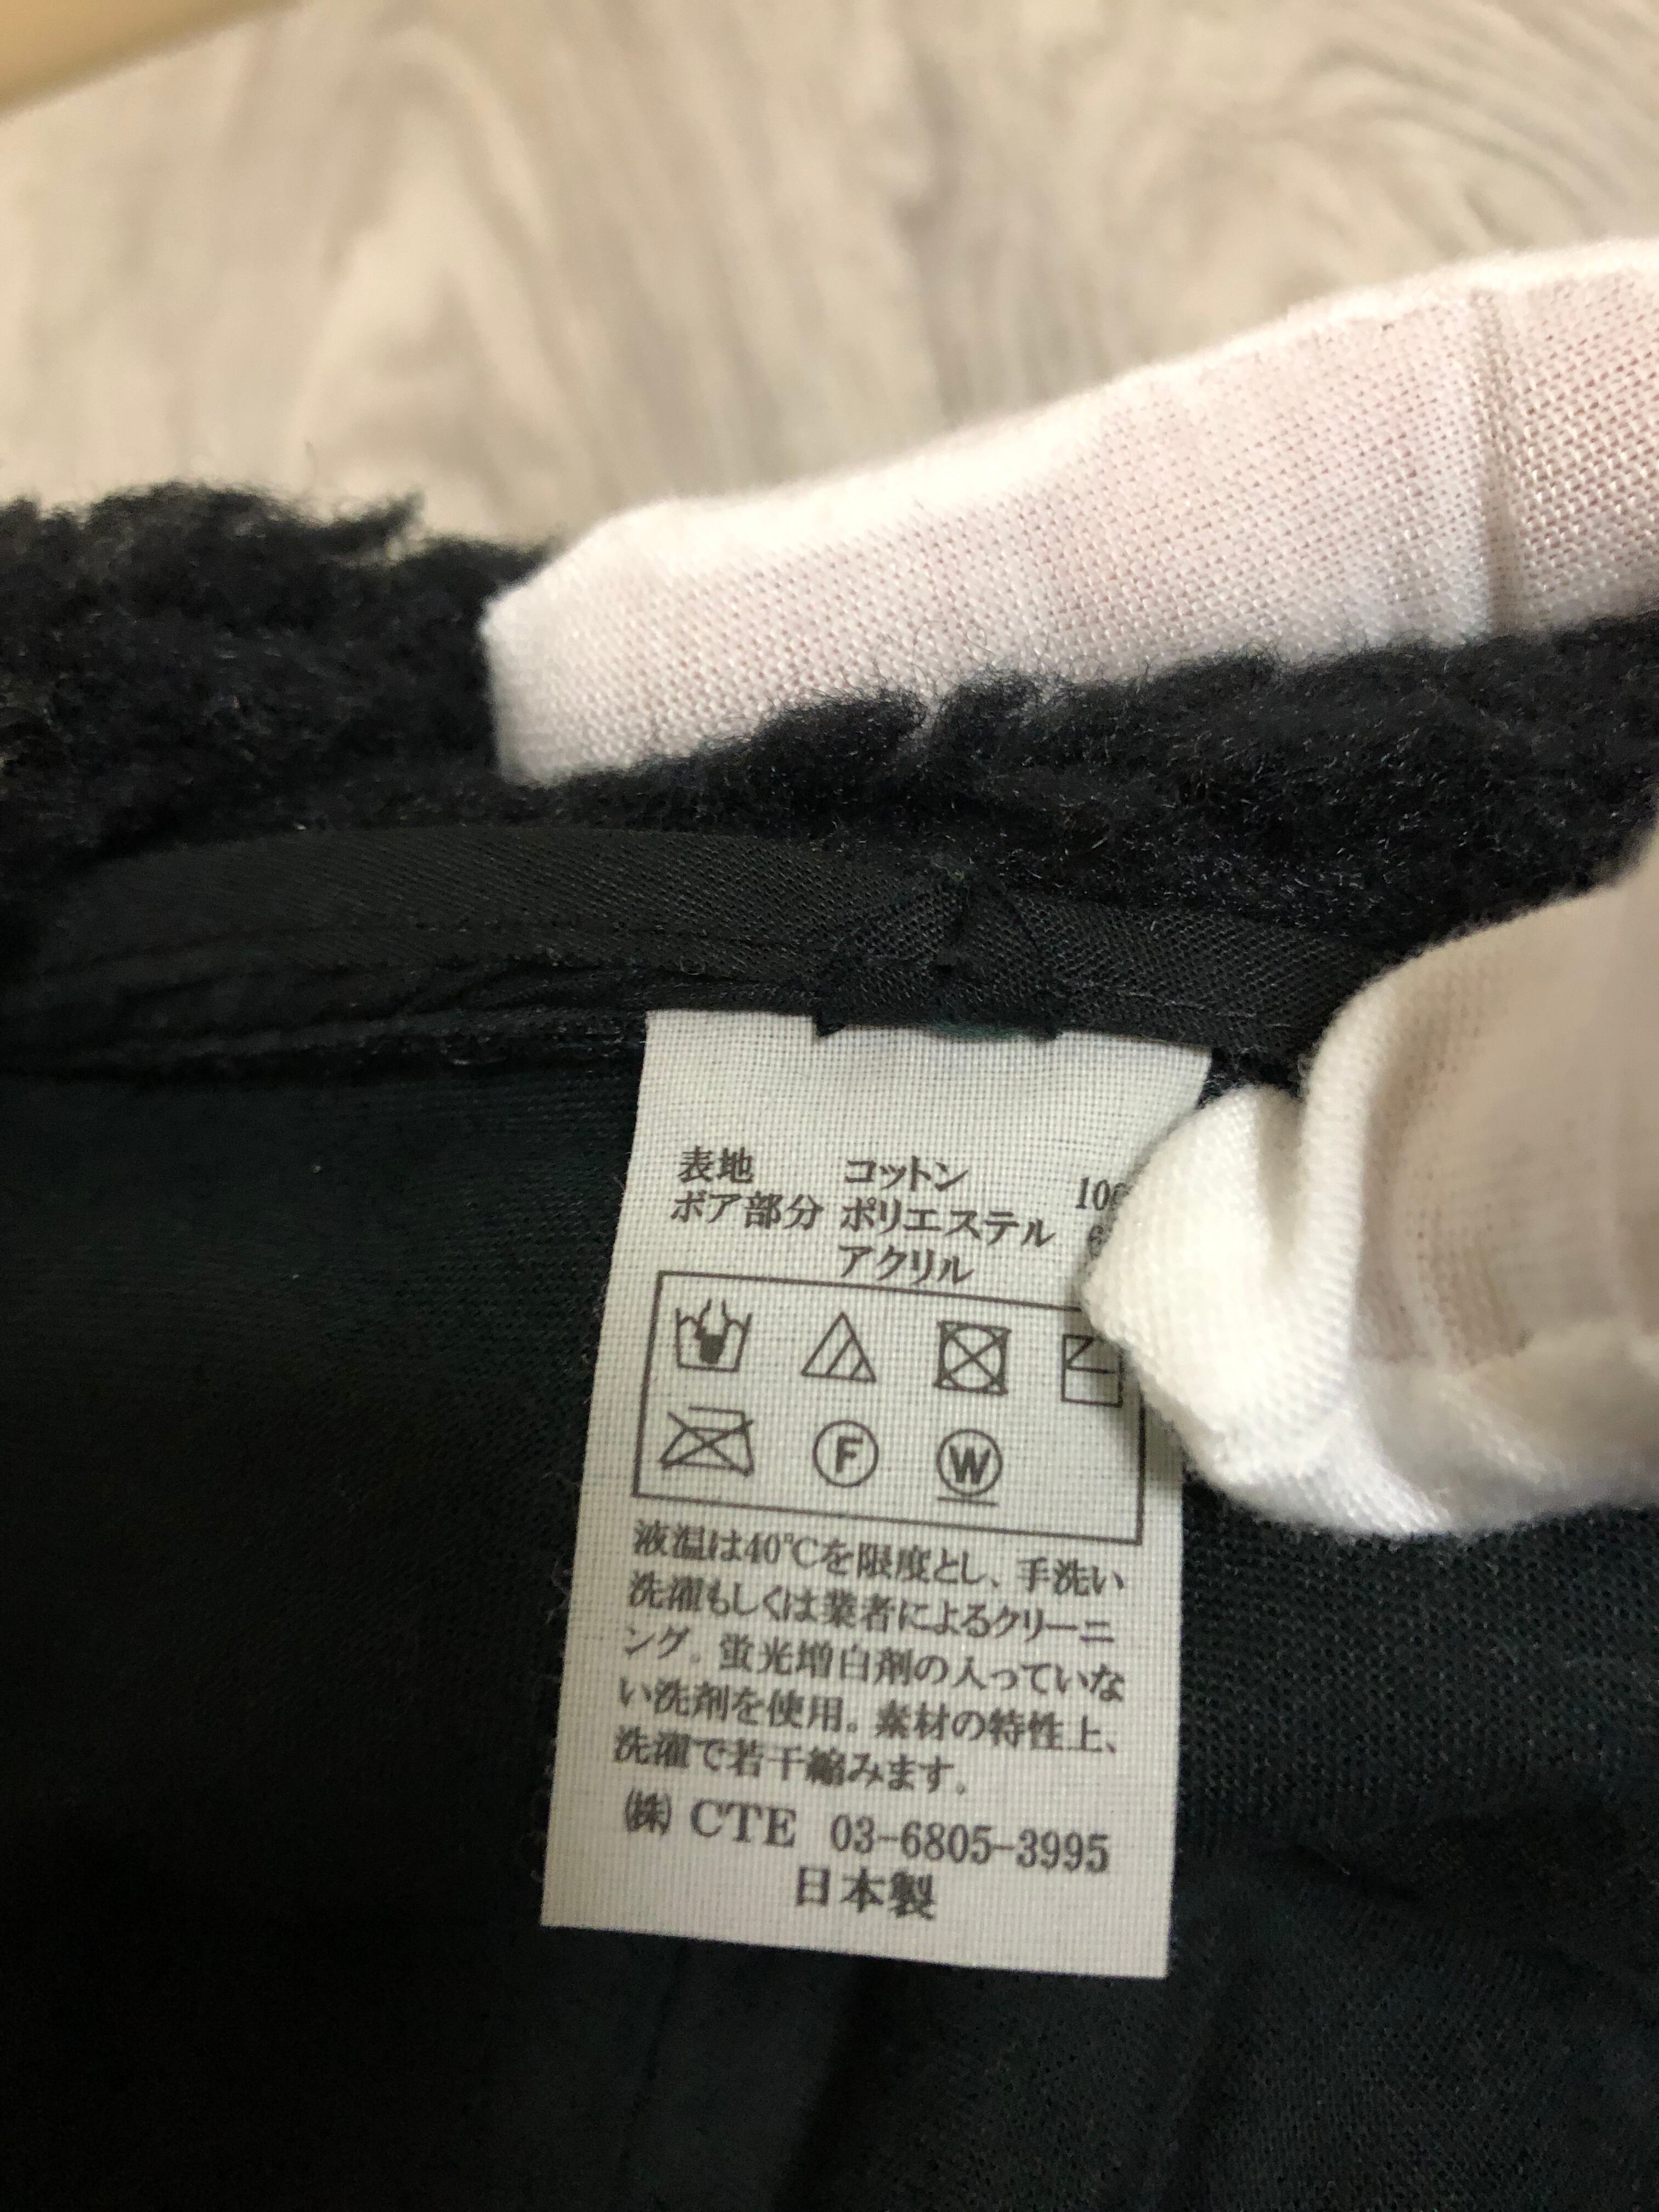 表地 コットン
ボア部分 ポリエステル
アクリル
F W
液温は40℃を限度とし、手洗い
洗濯もしくは業者によるクリーニ
ング。蛍光増白剤の入っていな
い洗剤を使用。素材の特性上、
洗濯で若干縮みます。
㈱ CTE 03-6805-3995
日本製